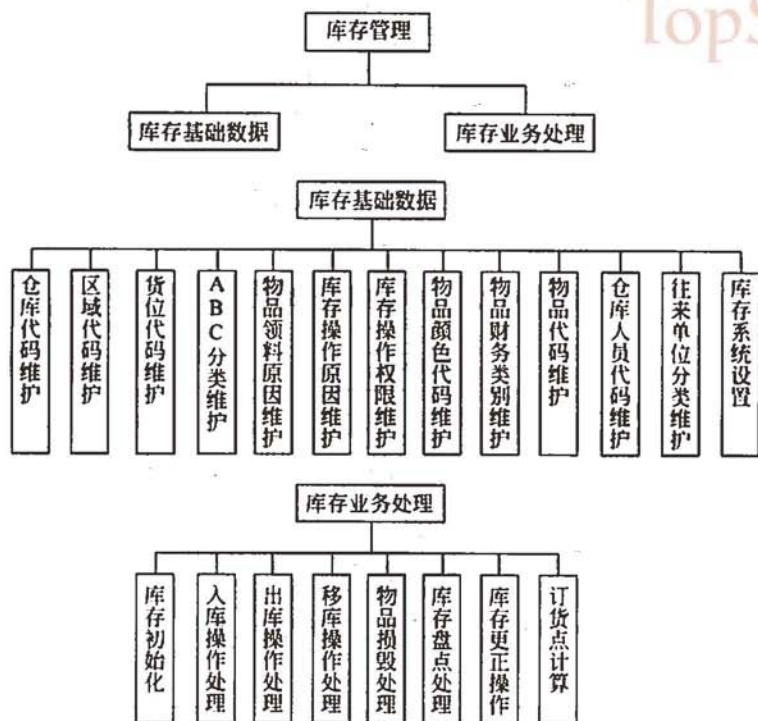 TopS
库存管理
库存基础数据
库存业务处理
库存基础数据
仓库代码维护
区域代码维护
货位代码维护
ABC分类维护
物品领料原因维护
库存操作原因维护
库存操作权限维护
物品颜色代码维护
物品财务类别维护
物品代码维护
仓库人员代码维护
往来单位分类维护
库存系统设置
库存业务处理
库存初始化
入库操作处理
出库操作处理
移库操作处理
物品损毁处理
库存盘点处理
库存更正操作
订货点计算